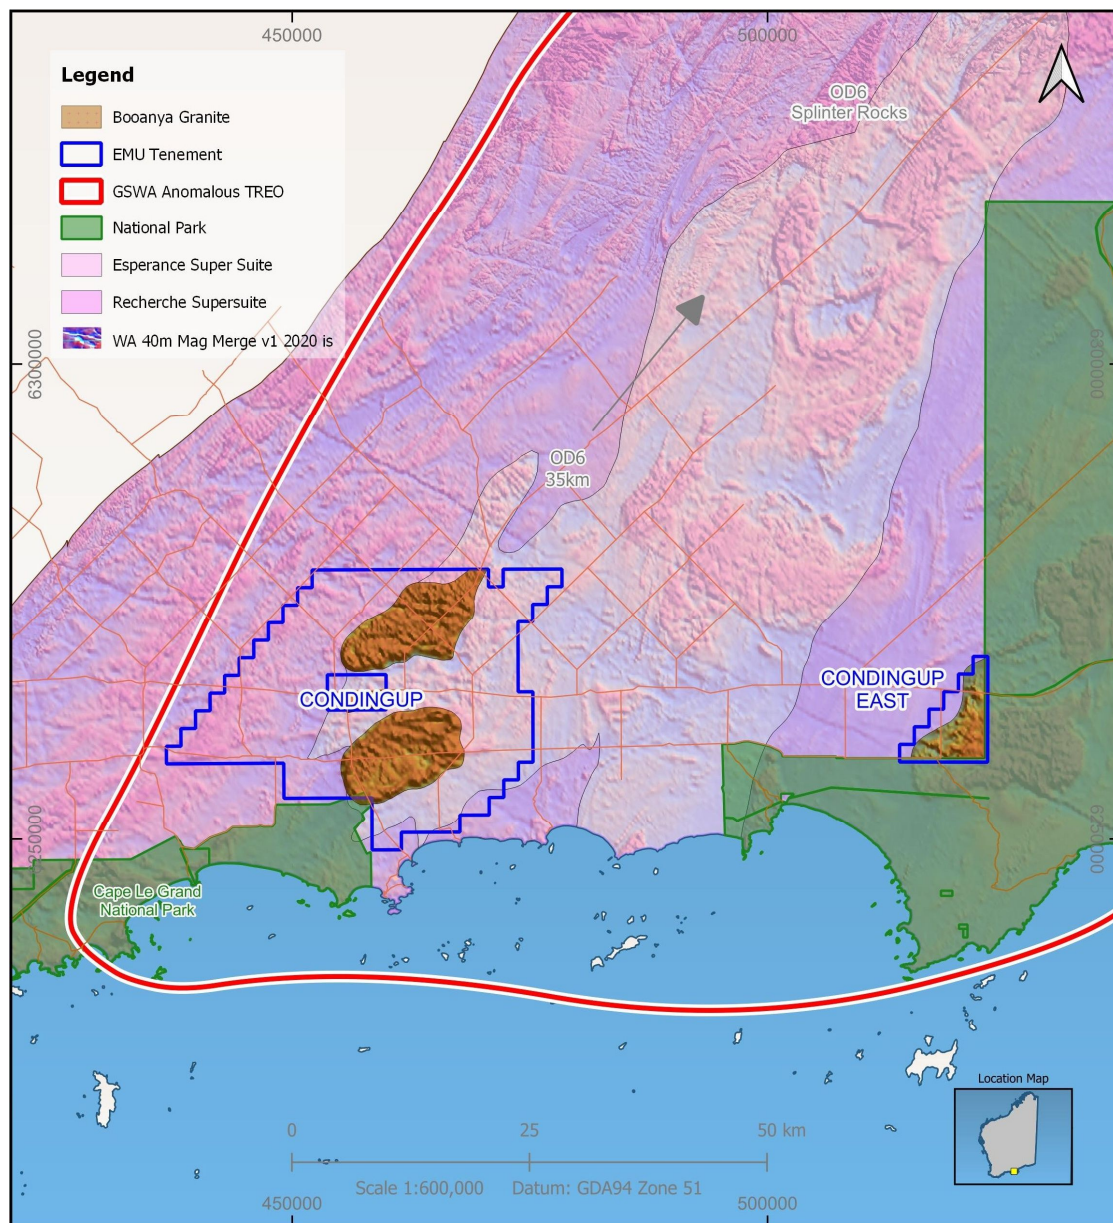 450000
500000
Legend
Booanya Granite
EMU Tenement
GSWA Anomalous TREO
National Park
Esperance Super Suite
Recherche Supersuite
WA 40m Mag Merge v1 2020 is
OD6
Splinter Rocks
6300000
6800000
OD6
35km
CONDINGUP
CONDINGUP
EAST
6250000
6250000
Cape Le Grand
National Park
Location Map
0
25
50 km
Scale 1:600,000
Datum: GDA94 Zone 51
450000
500000